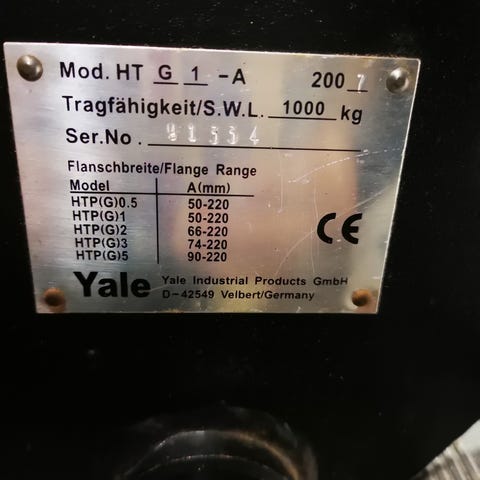 Mod. HT G 1 -A 2007
Tragfähigkeit/S.W.L. 1000 kg
Ser.No.
Flanschbreite/Flange Range
Model A(mm)
HTP(G)0.5 50-220
HTP(G)1 50-220
HTP(G)2 66-220
HTP(G)3 74-220
HTP(G)5 90-220
CE
Yale Yale Industrial Products GmbH
D-42549 Velbert/Germany